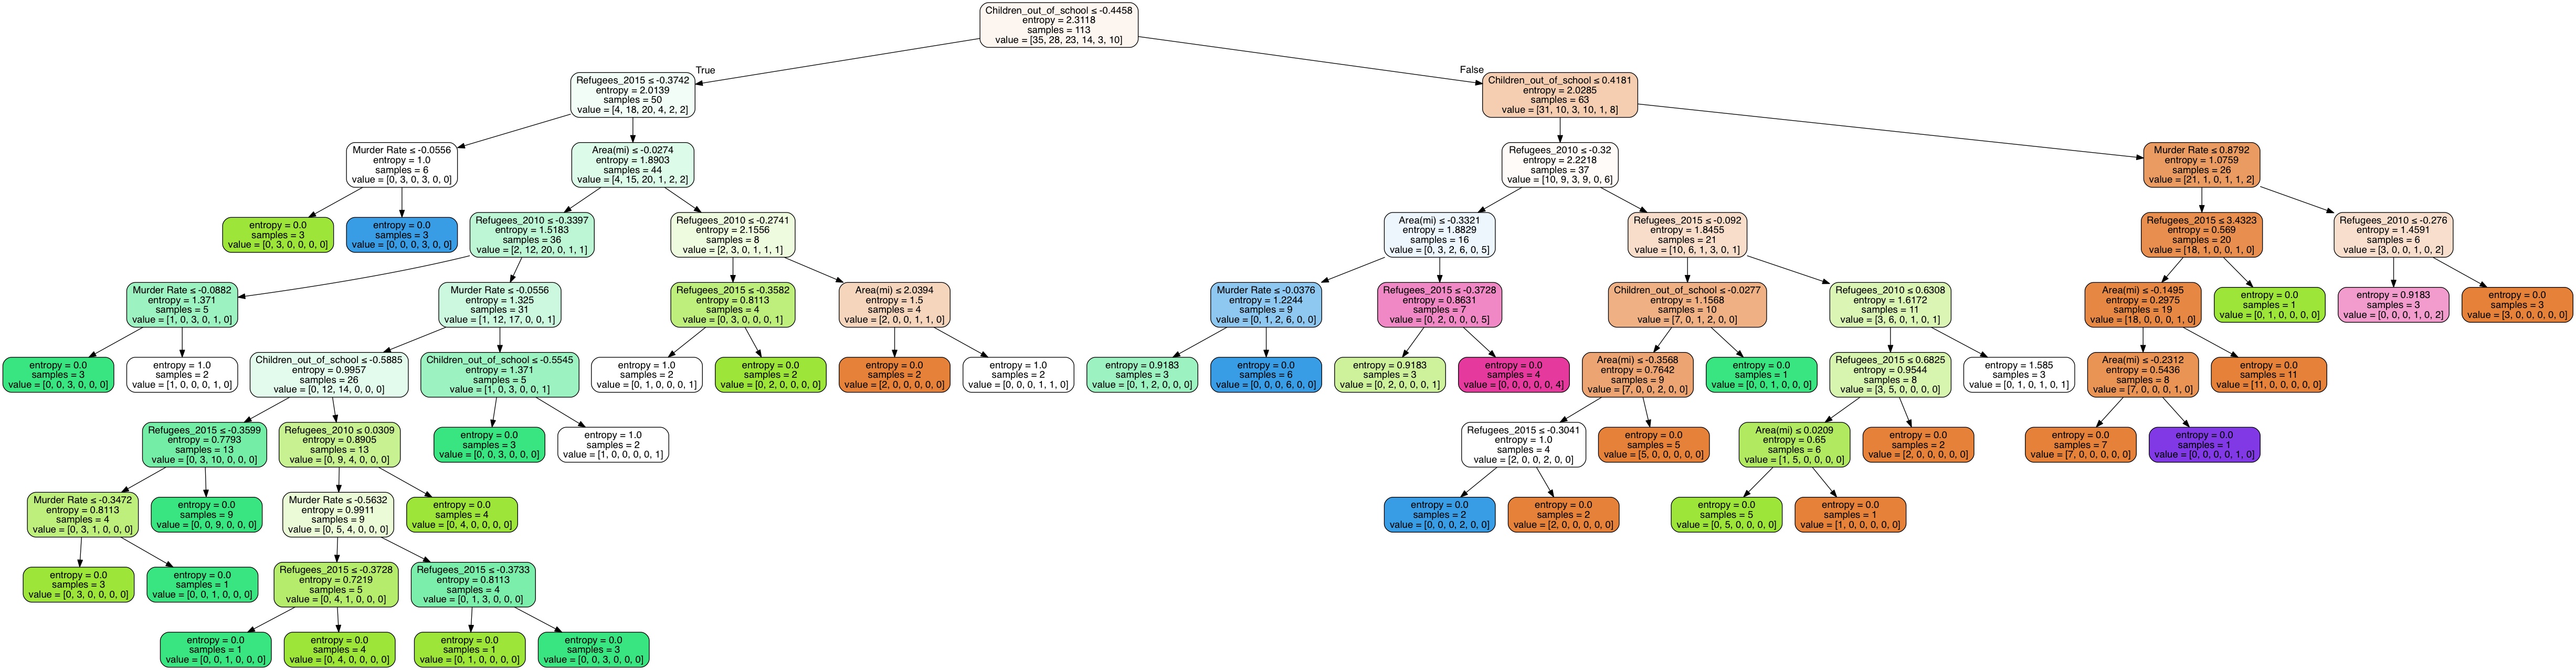 Children_out_of_school ≤ -0.4458
entropy = 2.3118
samples = 113
value = [35, 28, 23, 14, 3, 10]
True
False
Refugees_2015 ≤ -0.3742
entropy = 2.0139
samples = 50
value = [4, 18, 20, 4, 2, 2]
Children_out_of_school ≤ 0.4181
entropy = 2.0285
samples = 63
value = [31, 10, 3, 10, 1, 8]
Murder Rate ≤ -0.0556
entropy = 1.0
samples = 6
value = [0, 3, 0, 3, 0, 0]
Area(mi) ≤ -0.0274
entropy = 1.8903
samples = 44
value = [4, 15, 20, 1, 2, 2]
Refugees_2010 ≤ -0.32
entropy = 2.2218
samples = 37
value = [10, 9, 3, 9, 0, 6]
Murder Rate ≤ 0.8792
entropy = 1.0759
samples = 26
value = [21, 1, 0, 1, 1, 2]
entropy = 0.0
samples = 3
value = [0, 3, 0, 0, 0, 0]
entropy = 0.0
samples = 3
value = [0, 0, 0, 3, 0, 0]
Refugees_2010 ≤ -0.3397
entropy = 1.5183
samples = 36
value = [2, 12, 20, 0, 1, 1]
Refugees_2010 ≤ -0.2741
entropy = 2.1556
samples = 8
value = [2, 3, 0, 1, 1, 1]
Area(mi) ≤ -0.3321
entropy = 1.8829
samples = 16
value = [0, 3, 2, 6, 0, 5]
Refugees_2015 ≤ -0.092
entropy = 1.8455
samples = 21
value = [10, 6, 1, 3, 0, 1]
Refugees_2015 ≤ 3.4323
entropy = 0.569
samples = 20
value = [18, 1, 0, 0, 1, 0]
Refugees_2010 ≤ -0.276
entropy = 1.4591
samples = 6
value = [3, 0, 0, 1, 0, 2]
Murder Rate ≤ -0.0882
entropy = 1.371
samples = 5
value = [1, 0, 3, 0, 1, 0]
Murder Rate ≤ -0.0556
entropy = 1.325
samples = 31
value = [1, 12, 17, 0, 0, 1]
Refugees_2015 ≤ -0.3582
entropy = 0.8113
samples = 4
value = [0, 3, 0, 0, 0, 1]
Area(mi) ≤ 2.0394
entropy = 1.5
samples = 4
value = [2, 0, 0, 1, 1, 0]
Murder Rate ≤ -0.0376
entropy = 1.2244
samples = 9
value = [0, 1, 2, 6, 0, 0]
Refugees_2015 ≤ -0.3728
entropy = 0.8631
samples = 7
value = [0, 2, 0, 0, 0, 5]
Children_out_of_school ≤ -0.0277
entropy = 1.1568
samples = 10
value = [7, 0, 1, 2, 0, 0]
Refugees_2010 ≤ 0.6308
entropy = 1.6172
samples = 11
value = [3, 6, 0, 1, 0, 1]
Area(mi) ≤ -0.1495
entropy = 0.2975
samples = 19
value = [18, 0, 0, 0, 1, 0]
entropy = 0.0
samples = 1
value = [0, 1, 0, 0, 0, 0]
entropy = 0.9183
samples = 3
value = [0, 0, 0, 1, 0, 2]
entropy = 0.0
samples = 3
value = [3, 0, 0, 0, 0, 0]
entropy = 0.0
samples = 3
value = [0, 0, 3, 0, 0, 0]
entropy = 1.0
samples = 2
value = [1, 0, 0, 0, 1, 0]
Children_out_of_school ≤ -0.5885
entropy = 0.9957
samples = 26
value = [0, 12, 14, 0, 0, 0]
Children_out_of_school ≤ -0.5545
entropy = 1.371
samples = 5
value = [1, 0, 3, 0, 0, 1]
entropy = 1.0
samples = 2
value = [0, 1, 0, 0, 0, 1]
entropy = 0.0
samples = 2
value = [0, 2, 0, 0, 0, 0]
entropy = 0.0
samples = 2
value = [2, 0, 0, 0, 0, 0]
entropy = 1.0
samples = 2
value = [0, 0, 0, 1, 1, 0]
entropy = 0.9183
samples = 3
value = [0, 1, 2, 0, 0, 0]
entropy = 0.0
samples = 6
value = [0, 0, 0, 6, 0, 0]
entropy = 0.9183
samples = 3
value = [0, 2, 0, 0, 0, 1]
entropy = 0.0
samples = 4
value = [0, 0, 0, 0, 0, 4]
Area(mi) ≤ -0.3568
entropy = 0.7642
samples = 9
value = [7, 0, 0, 2, 0, 0]
entropy = 0.0
samples = 1
value = [0, 0, 1, 0, 0, 0]
Refugees_2015 ≤ 0.6825
entropy = 0.9544
samples = 8
value = [3, 5, 0, 0, 0, 0]
entropy = 1.585
samples = 3
value = [0, 1, 0, 1, 0, 1]
Area(mi) ≤ -0.2312
entropy = 0.5436
samples = 8
value = [7, 0, 0, 0, 1, 0]
entropy = 0.0
samples = 11
value = [11, 0, 0, 0, 0, 0]
Refugees_2015 ≤ -0.3599
entropy = 0.7793
samples = 13
value = [0, 3, 10, 0, 0, 0]
Refugees_2010 ≤ 0.0309
entropy = 0.8905
samples = 13
value = [0, 9, 4, 0, 0, 0]
entropy = 0.0
samples = 3
value = [0, 0, 3, 0, 0, 0]
entropy = 1.0
samples = 2
value = [1, 0, 0, 0, 0, 1]
Refugees_2015 ≤ -0.3041
entropy = 1.0
samples = 4
value = [2, 0, 0, 2, 0, 0]
entropy = 0.0
samples = 5
value = [5, 0, 0, 0, 0, 0]
Area(mi) ≤ 0.0209
entropy = 0.65
samples = 6
value = [1, 5, 0, 0, 0, 0]
entropy = 0.0
samples = 2
value = [2, 0, 0, 0, 0, 0]
entropy = 0.0
samples = 7
value = [7, 0, 0, 0, 0, 0]
entropy = 0.0
samples = 1
value = [0, 0, 0, 0, 1, 0]
Murder Rate ≤ -0.3472
entropy = 0.8113
samples = 4
value = [0, 3, 1, 0, 0, 0]
entropy = 0.0
samples = 9
value = [0, 0, 9, 0, 0, 0]
Murder Rate ≤ -0.5632
entropy = 0.9911
samples = 9
value = [0, 5, 4, 0, 0, 0]
entropy = 0.0
samples = 4
value = [0, 4, 0, 0, 0, 0]
entropy = 0.0
samples = 2
value = [0, 0, 0, 2, 0, 0]
entropy = 0.0
samples = 2
value = [2, 0, 0, 0, 0, 0]
entropy = 0.0
samples = 5
value = [0, 5, 0, 0, 0, 0]
entropy = 0.0
samples = 1
value = [1, 0, 0, 0, 0, 0]
entropy = 0.0
samples = 3
value = [0, 3, 0, 0, 0, 0]
entropy = 0.0
samples = 1
value = [0, 0, 1, 0, 0, 0]
Refugees_2015 ≤ -0.3728
entropy = 0.7219
samples = 5
value = [0, 4, 1, 0, 0, 0]
Refugees_2015 ≤ -0.3733
entropy = 0.8113
samples = 4
value = [0, 1, 3, 0, 0, 0]
entropy = 0.0
samples = 1
value = [0, 0, 1, 0, 0, 0]
entropy = 0.0
samples = 4
value = [0, 4, 0, 0, 0, 0]
entropy = 0.0
samples = 1
value = [0, 1, 0, 0, 0, 0]
entropy = 0.0
samples = 3
value = [0, 0, 3, 0, 0, 0]